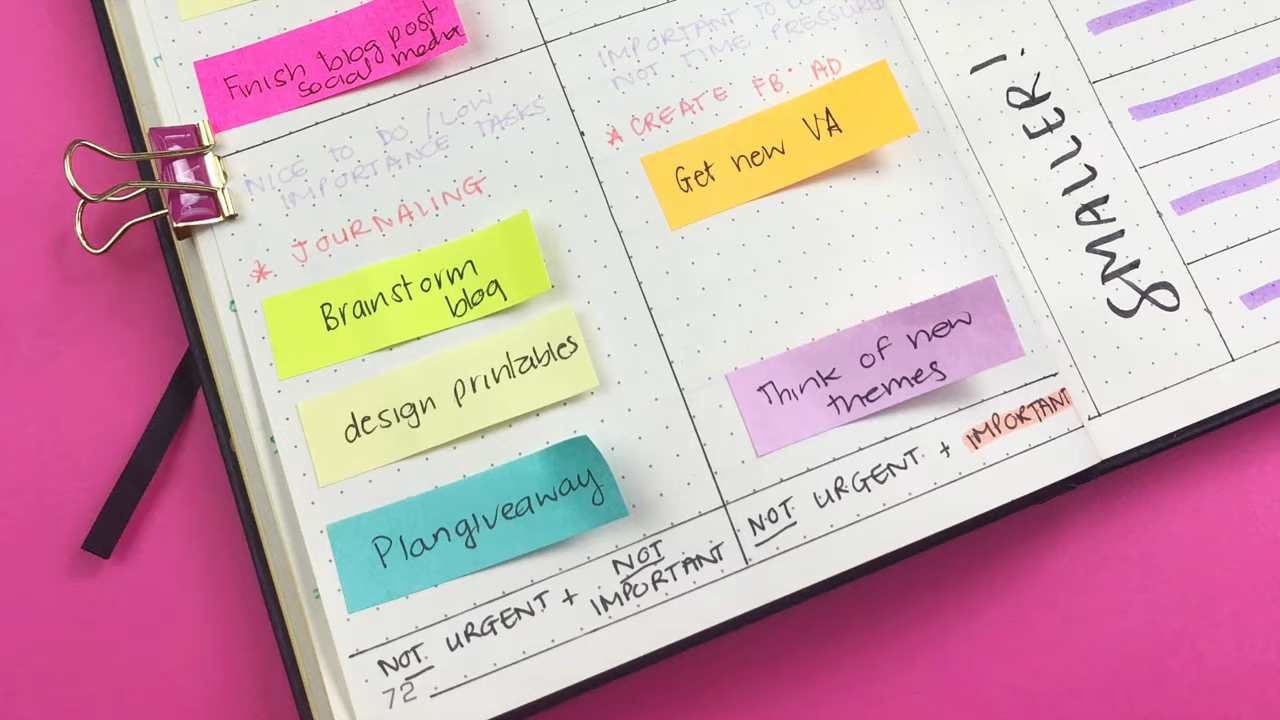 Finish blog post
social media
NICE TO DO / LOW
IMPORTANCE TASKS
* JOURNALING
Brainstorm
blog
design printables
Plan giveaway
NOT URGENT + NOT
IMPORTANT
72
IMPORTANT TO DO
NOT TIME PRESSURE
* CREATE FB AD
Get new VA
Think of new
themes
NOT URGENT + IMPORTANT
SMALLER!